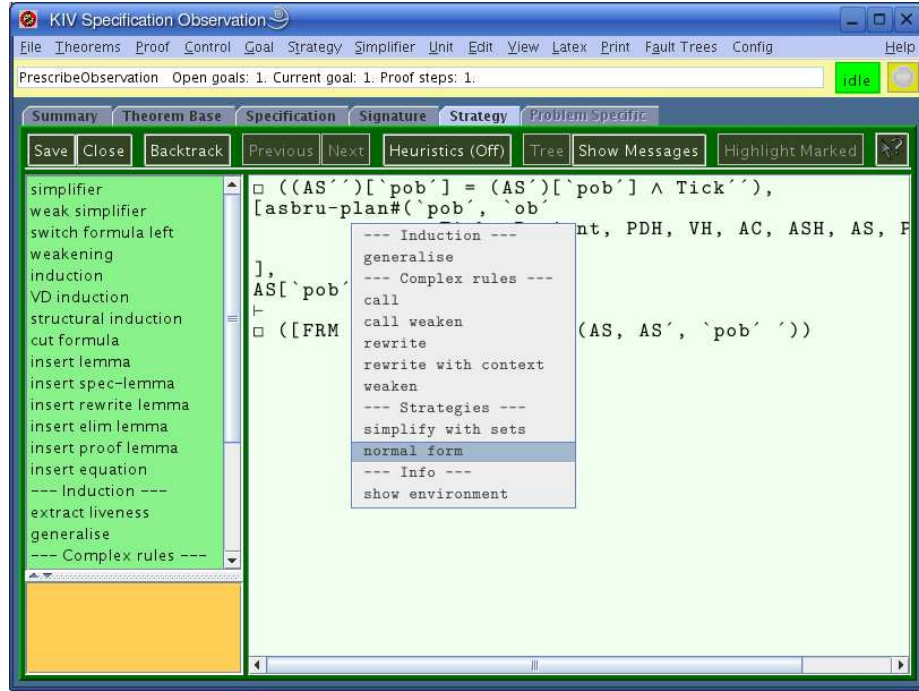 KIV Specification Observation
File Theorems Proof Control Goal Strategy Simplifier Unit Edit View Latex Print Fault Trees Config Help
PrescribeObservation Open goals: 1. Current goal: 1. Proof steps: 1.
idle
Summary Theorem Base Specification Signature Strategy Problem Specific
Save Close Backtrack Previous Next Heuristics (Off) Tree Show Messages Highlight Marked
simplifier
weak simplifier
switch formula left
weakening
induction
VD induction
structural induction
cut formula
insert lemma
insert spec-lemma
insert rewrite lemma
insert elim lemma
insert proof lemma
insert equation
--- Induction ---
extract liveness
generalise
--- Complex rules ---
□ ((AS´´)[`pob´] = (AS´)[`pob´] ∧ Tick´´),
[asbru-plan#(`pob´, `ob´
nt, PDH, VH, AC, ASH, AS, P
],
AS[`pob´
⊢
□ ([FRM (AS, AS´, `pob´ ´))
--- Induction ---
generalise
--- Complex rules ---
call
call weaken
rewrite
rewrite with context
weaken
--- Strategies ---
simplify with sets
normal form
--- Info ---
show environment